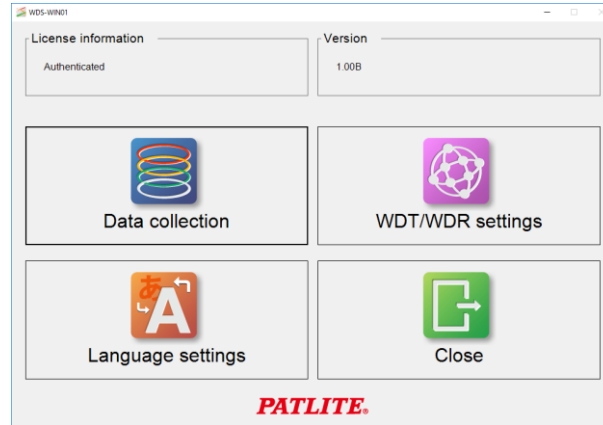 WDS-WIN01
License information
Authenticated
Version
1.00B
Data collection
WDT/WDR settings
あ
A
Language settings
Close
PATLITE®